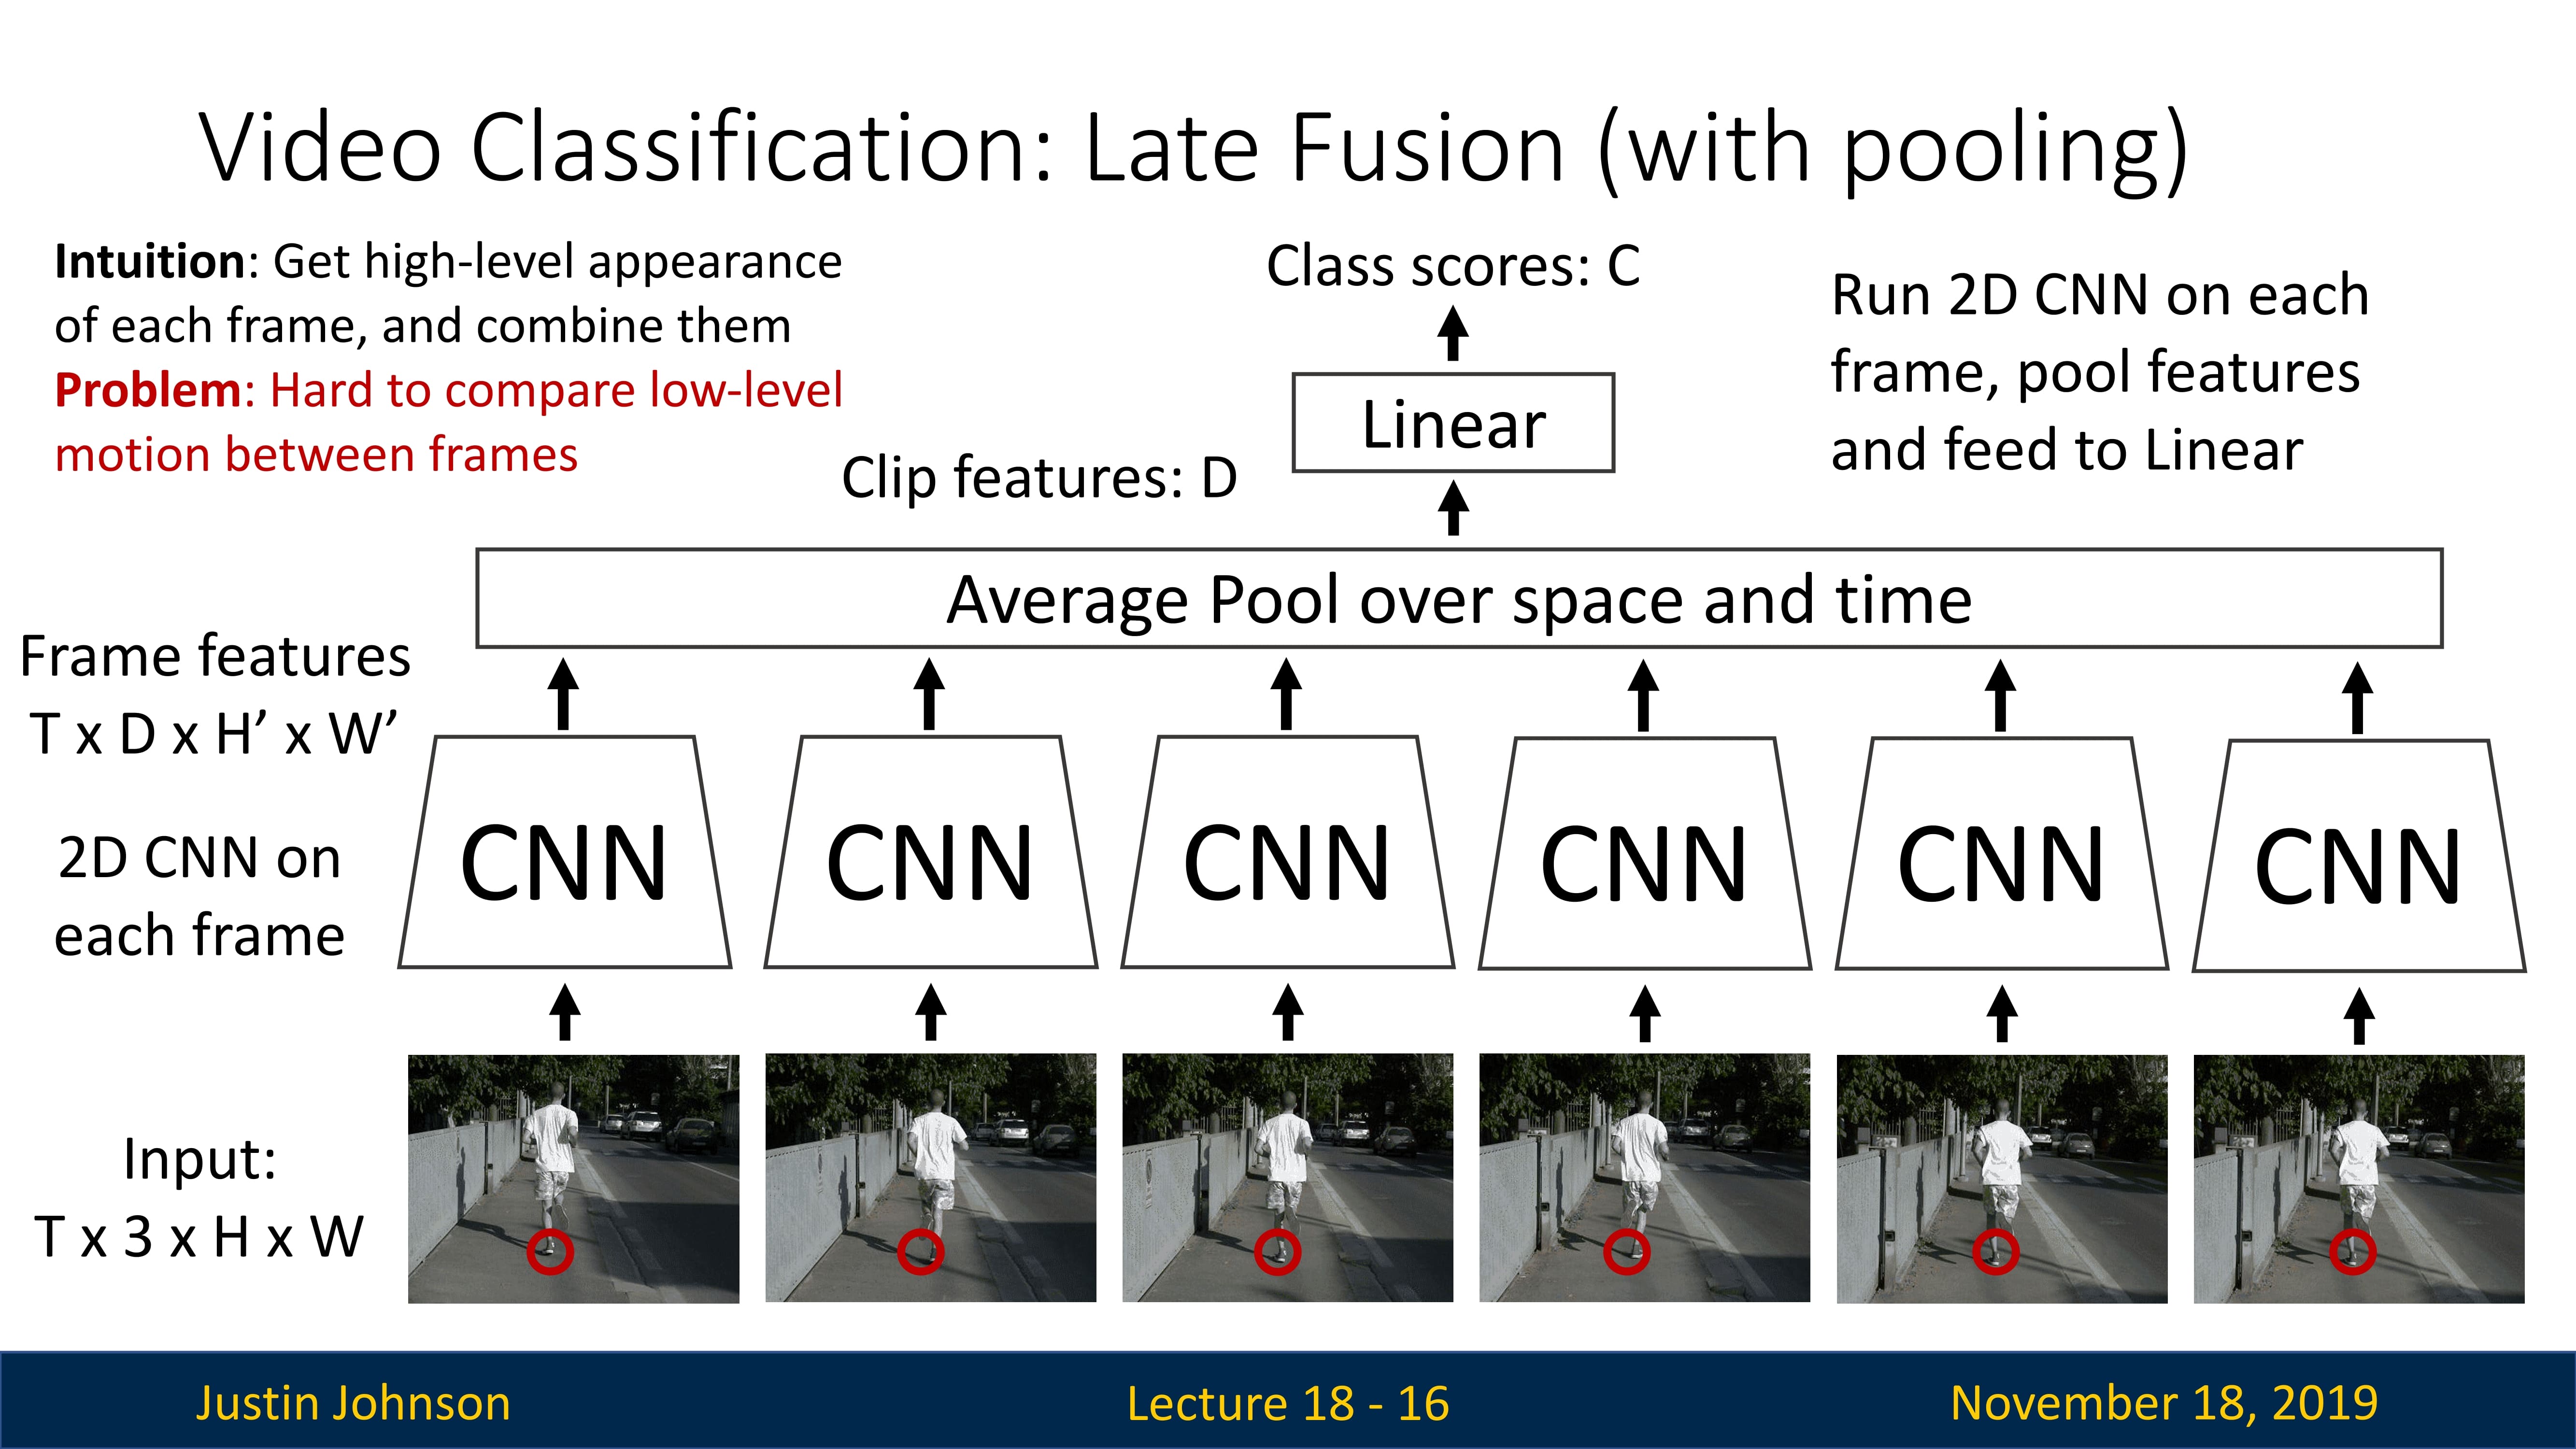 Video Classification: Late Fusion (with pooling)
Intuition: Get high-level appearance
of each frame, and combine them
Problem: Hard to compare low-level
motion between frames
Class scores: C
Run 2D CNN on each
frame, pool features
and feed to Linear
Linear
Clip features: D
Average Pool over space and time
Frame features
T x D x H’ x W’
2D CNN on
each frame
CNN
CNN
CNN
CNN
CNN
CNN
Input:
T x 3 x H x W
Justin Johnson
Lecture 18 - 16
November 18, 2019